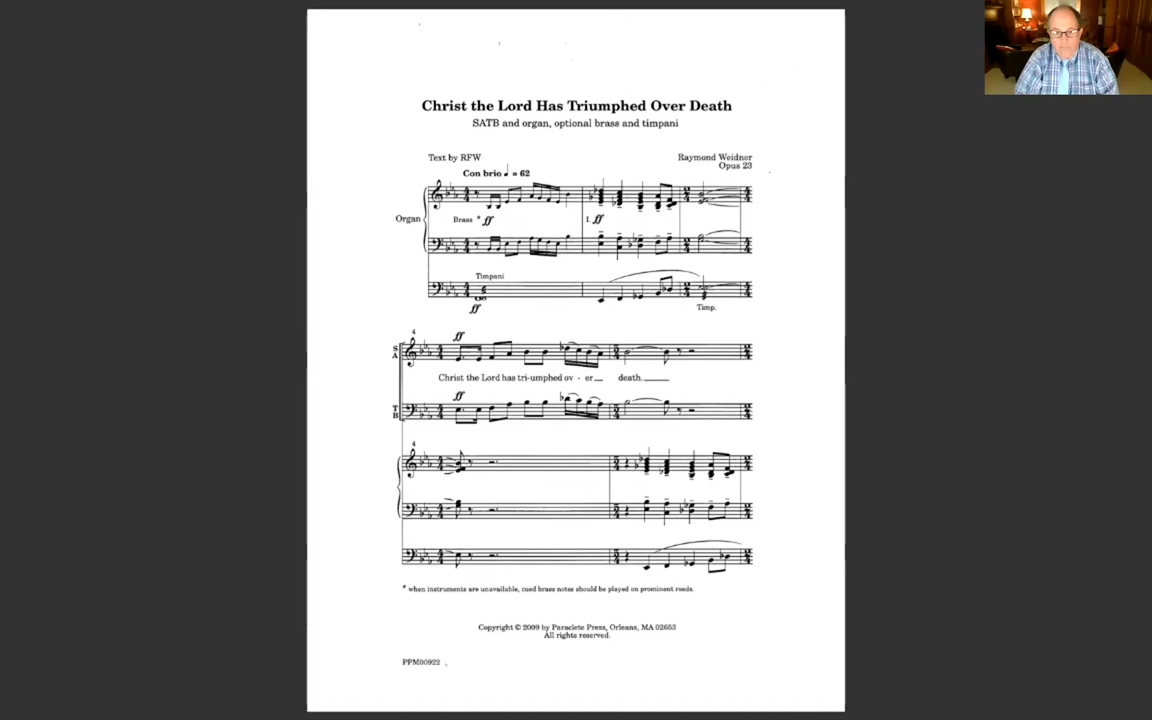 Christ the Lord Has Triumphed Over Death
SATB and organ, optional brass and timpani
Text by RFW
Raymond Weidner
Opus 23
Con brio ♩ = 62
Organ
Brass * ff
I. ff
Timpani
ff
Timp.
4
ff
S
A
Christ the Lord has tri-umphed ov - er death.
ff
T
B
4
* when instruments are unavailable, cued brass notes should be played on prominent reeds.
Copyright © 2009 by Paraclete Press, Orleans, MA 02653
All rights reserved.
PPM00922